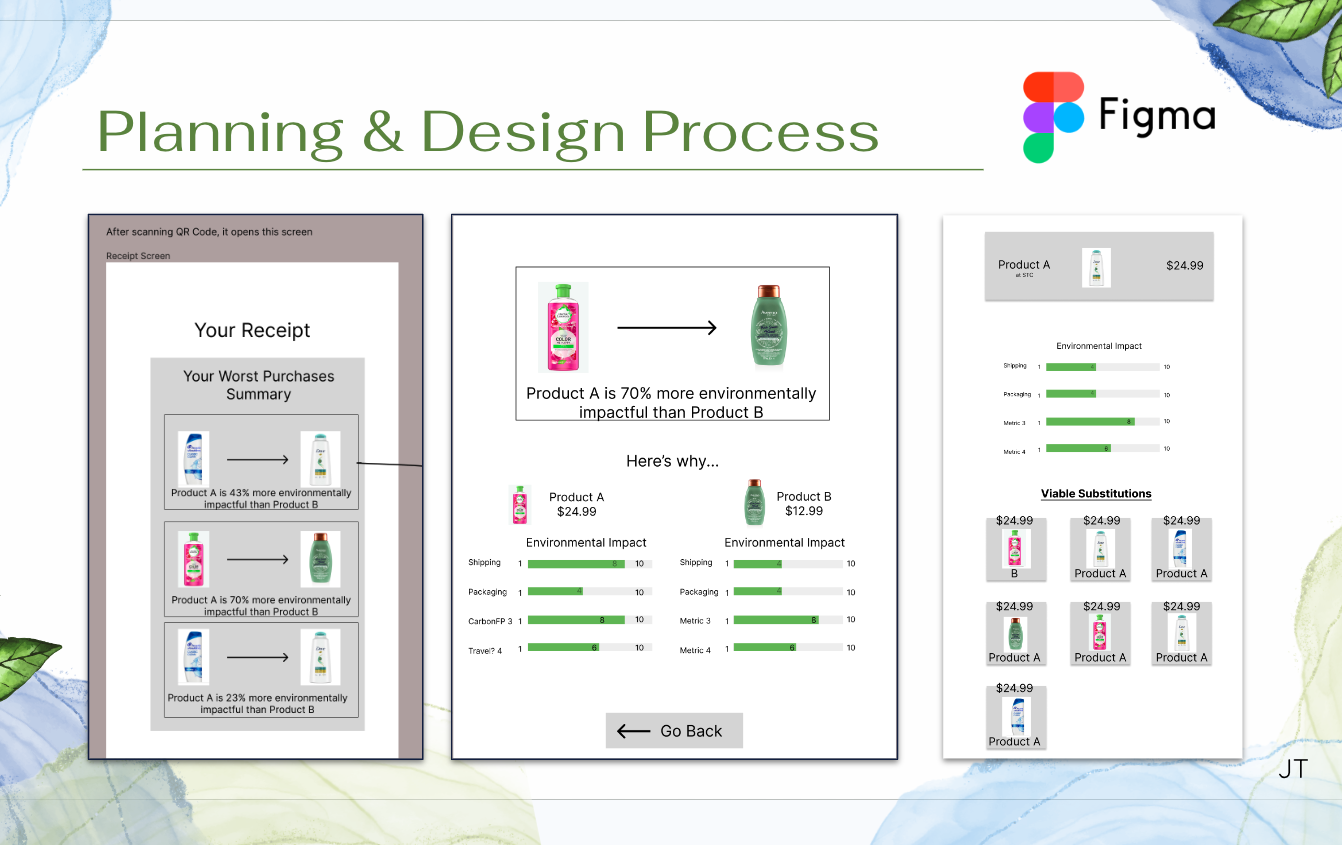 Planning & Design Process
Figma
After scanning QR Code, it opens this screen
Receipt Screen
Your Receipt
Your Worst Purchases
Summary
Product A is 43% more environmentally
impactful than Product B
Product A is 70% more environmentally
impactful than Product B
Product A is 23% more environmentally
impactful than Product B
Product A is 70% more environmentally
impactful than Product B
Here's why...
Product A
$24.99
Environmental Impact
Shipping 1 8 10
Packaging 1 4 10
CarbonFP 3 1 8 10
Travel? 4 1 6 10
Product B
$12.99
Environmental Impact
Shipping 1 4 10
Packaging 1 4 10
Metric 3 1 8 10
Metric 4 1 6 10
Go Back
Product A
at STC
$24.99
Environmental Impact
Shipping 1 4 10
Packaging 1 4 10
Metric 3 1 8 10
Metric 4 1 6 10
Viable Substitutions
$24.99 $24.99 $24.99
B Product A Product A
$24.99 $24.99 $24.99
Product A Product A Product A
$24.99
Product A
JT